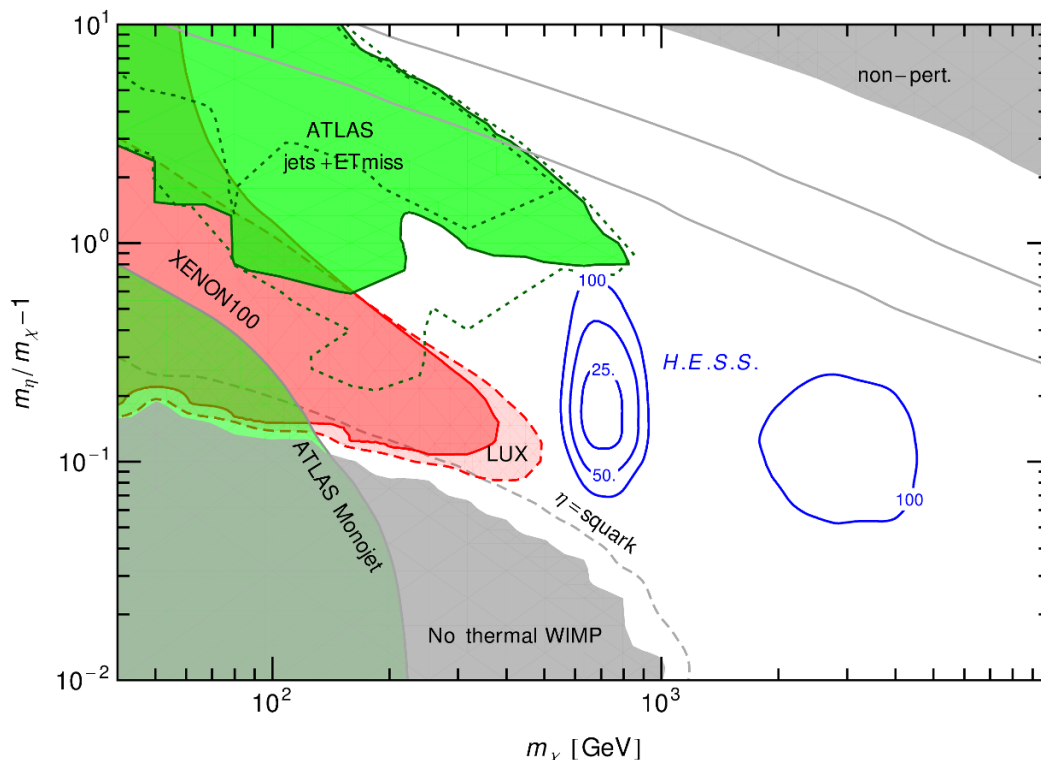 10^1
10^0
10^−1
10^−2
m_η/m_χ−1
non−pert.
ATLAS
jets +ETmiss
XENON100
100
H.E.S.S.
25.
50.
LUX
100
ATLAS Monojet
η=squark
No thermal WIMP
10^2
10^3
m_χ [GeV]